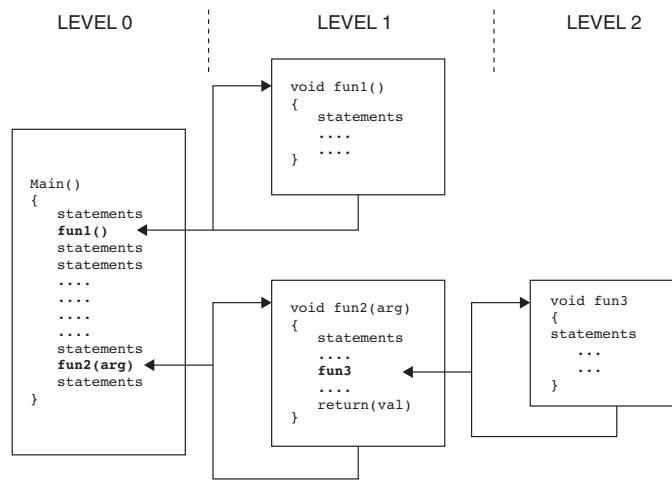 LEVEL 0
LEVEL 1
LEVEL 2
Main()
{
statements
fun1()
statements
statements
....
....
....
....
statements
fun2(arg)
statements
}
void fun1()
{
statements
....
....
}
void fun2(arg)
{
statements
....
fun3
....
return(val)
}
void fun3
{
statements
...
...
}